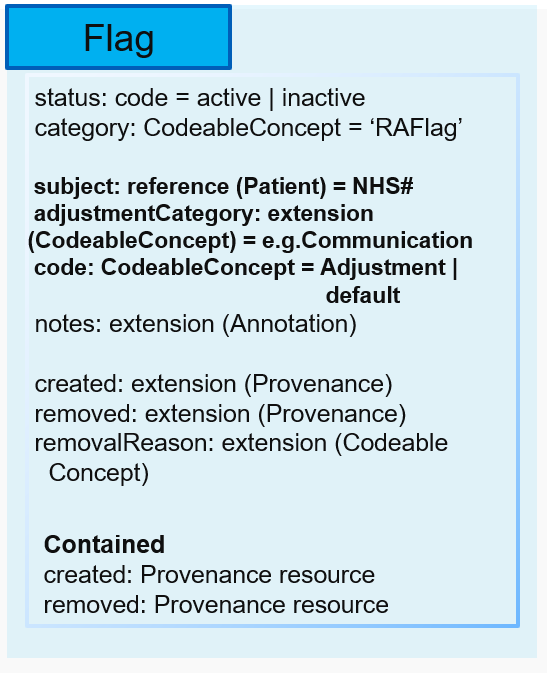 Flag
status: code = active | inactive
category: CodeableConcept = ‘RAFlag’
subject: reference (Patient) = NHS#
adjustmentCategory: extension
(CodeableConcept) = e.g.Communication
code: CodeableConcept = Adjustment |
default
notes: extension (Annotation)
created: extension (Provenance)
removed: extension (Provenance)
removalReason: extension (Codeable
Concept)
Contained
created: Provenance resource
removed: Provenance resource